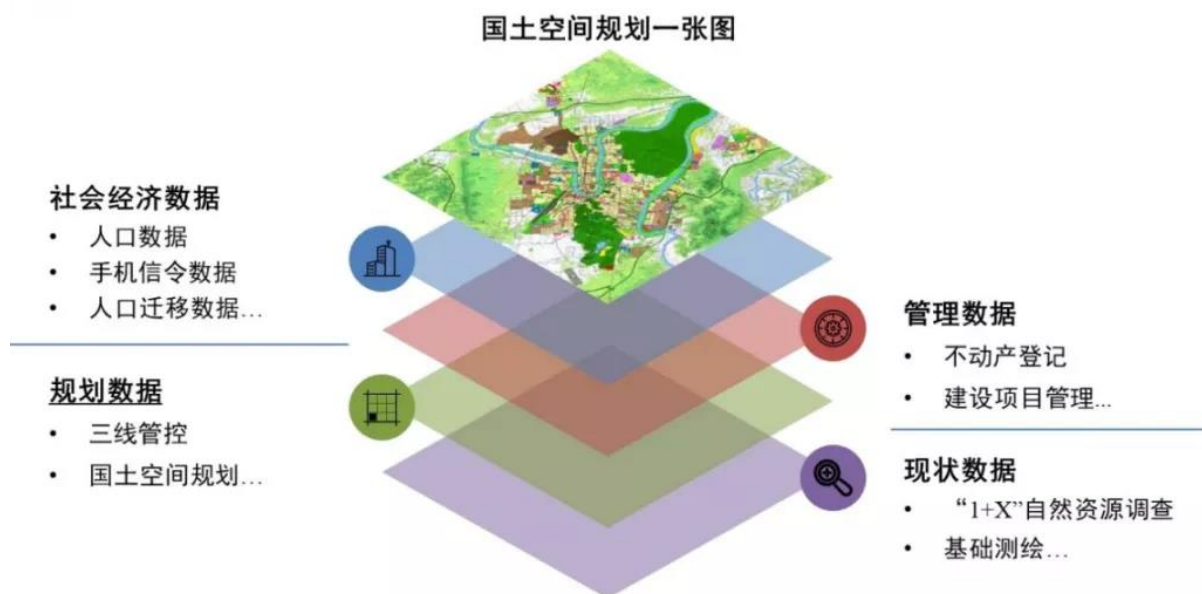 国土空间规划一张图
社会经济数据
• 人口数据
• 手机信令数据
• 人口迁移数据…
规划数据
• 三线管控
• 国土空间规划…
管理数据
• 不动产登记
• 建设项目管理...
现状数据
• “1+X”自然资源调查
• 基础测绘…